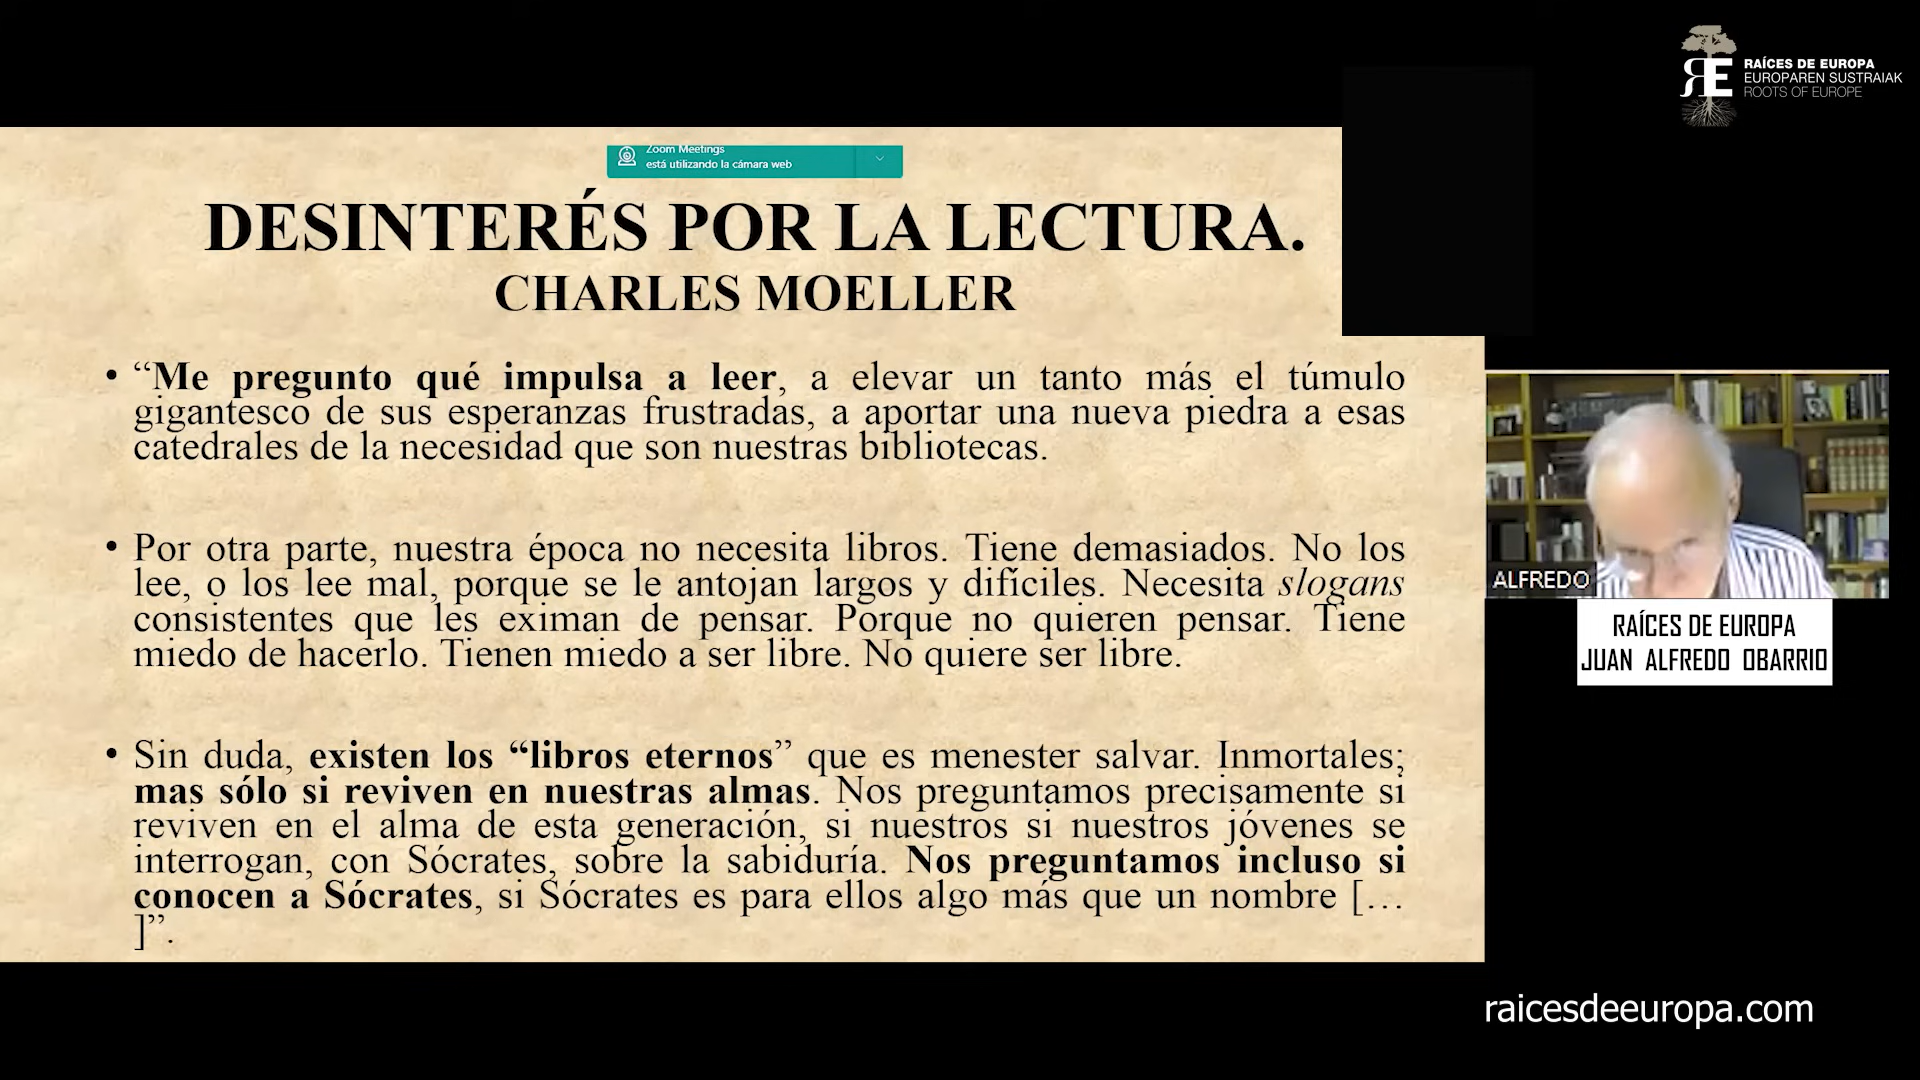 RAÍCES DE EUROPA
EUROPAREN SUSTRAIAK
ROOTS OF EUROPE
Zoom Meetings
está utilizando la cámara web
DESINTERÉS POR LA LECTURA.
CHARLES MOELLER
• “Me pregunto qué impulsa a leer, a elevar un tanto más el túmulo
gigantesco de sus esperanzas frustradas, a aportar una nueva piedra a esas
catedrales de la necesidad que son nuestras bibliotecas.
• Por otra parte, nuestra época no necesita libros. Tiene demasiados. No los
lee, o los lee mal, porque se le antojan largos y difíciles. Necesita slogans
consistentes que les eximan de pensar. Porque no quieren pensar. Tiene
miedo de hacerlo. Tienen miedo a ser libre. No quiere ser libre.
• Sin duda, existen los “libros eternos” que es menester salvar. Inmortales;
mas sólo si reviven en nuestras almas. Nos preguntamos precisamente si
reviven en el alma de esta generación, si nuestros si nuestros jóvenes se
interrogan, con Sócrates, sobre la sabiduría. Nos preguntamos incluso si
conocen a Sócrates, si Sócrates es para ellos algo más que un nombre […
]”.
ALFREDO
RAÍCES DE EUROPA
JUAN ALFREDO OBARRIO
raicesdeeuropa.com